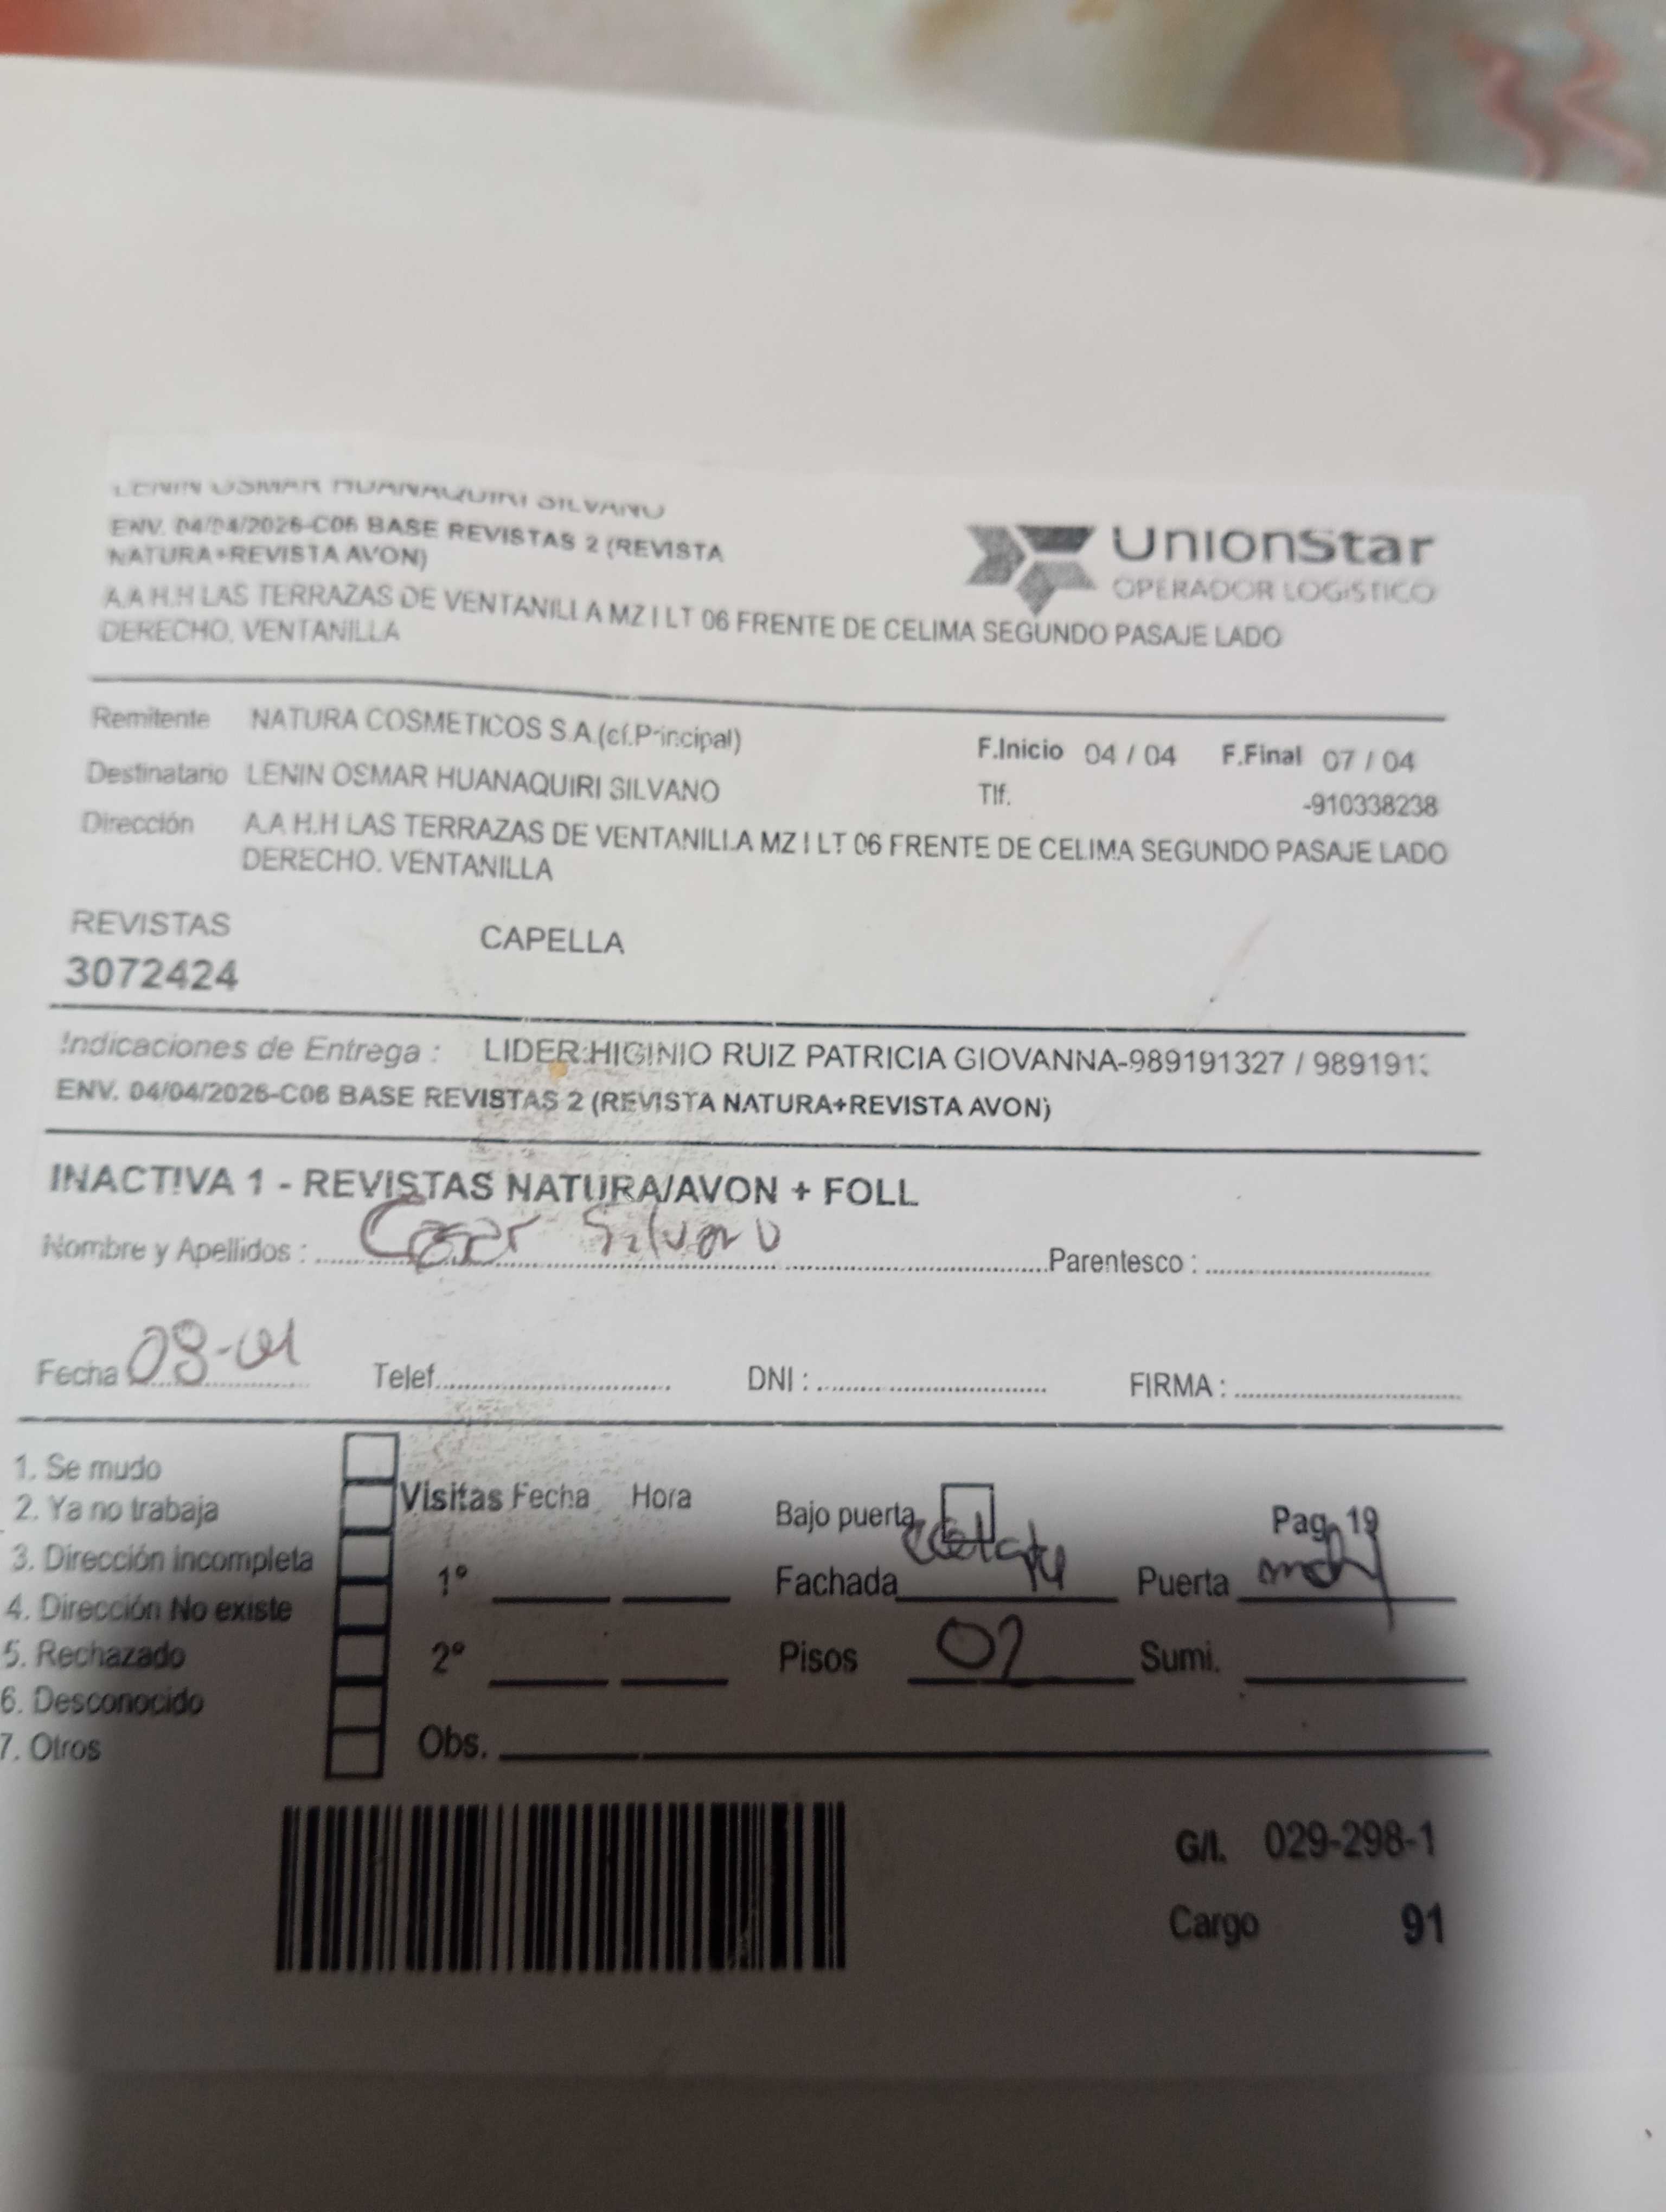 LENIN OSMAR HUANAQUIRI SILVANO
ENV. 04/04/2026-C06 BASE REVISTAS 2 (REVISTA
NATURA+REVISTA AVON)
A.A H.H LAS TERRAZAS DE VENTANILLA MZ I LT 06 FRENTE DE CELIMA SEGUNDO PASAJE LADO
DERECHO. VENTANILLA
UnionStar
OPERADOR LOGISTICO
Remitente NATURA COSMETICOS S.A.(cf.Principal)
F.Inicio 04 / 04 F.Final 07 / 04
Destinatario LENIN OSMAR HUANAQUIRI SILVANO
Tlf. -910338238
Dirección A.A H.H LAS TERRAZAS DE VENTANILLA MZ I LT 06 FRENTE DE CELIMA SEGUNDO PASAJE LADO
DERECHO. VENTANILLA
REVISTAS CAPELLA
3072424
Indicaciones de Entrega : LIDER:HIGINIO RUIZ PATRICIA GIOVANNA-989191327 / 9891913
ENV. 04/04/2026-C06 BASE REVISTAS 2 (REVISTA NATURA+REVISTA AVON)
INACTIVA 1 - REVISTAS NATURA/AVON + FOLL
Nombre y Apellidos : Silvano Parentesco :
Fecha Telef. DNI : FIRMA :
1. Se mudo
2. Ya no trabaja
3. Dirección incompleta
4. Dirección No existe
5. Rechazado
6. Desconocido
7. Otros
Visitas Fecha Hora
1°
2°
Obs.
Bajo puerta Pag. 19
Fachada Puerta
Pisos 02 Sumi.
G/I. 029-298-1
Cargo 91